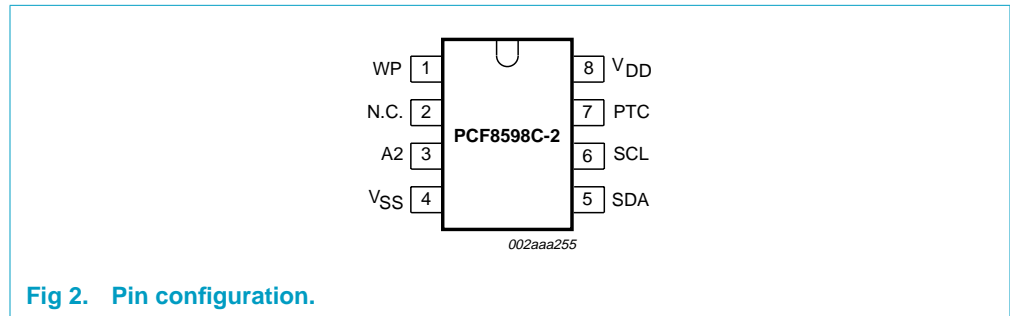 WP 1 8 VDD
N.C. 2 7 PTC
PCF8598C-2
A2 3 6 SCL
VSS 4 5 SDA
002aaa255
Fig 2. Pin configuration.